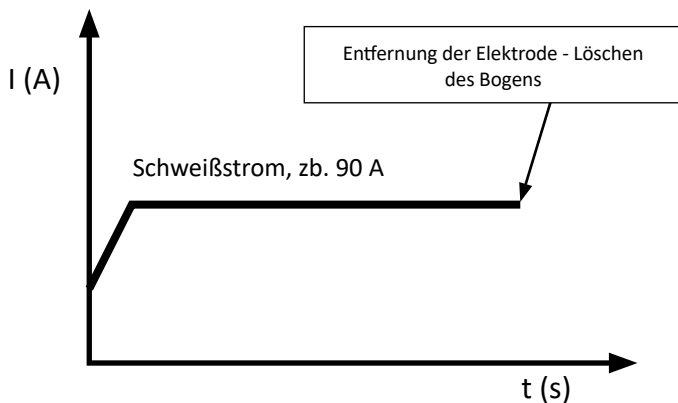 Entfernung der Elektrode - Löschen
des Bogens
I (A)
Schweißstrom, zb. 90 A
t (s)